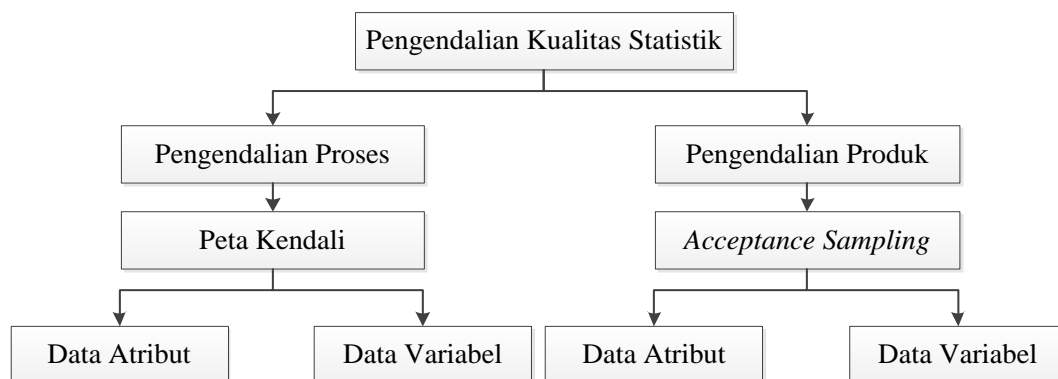 Pengendalian Kualitas Statistik
Pengendalian Proses
Pengendalian Produk
Peta Kendali
Acceptance Sampling
Data Atribut
Data Variabel
Data Atribut
Data Variabel